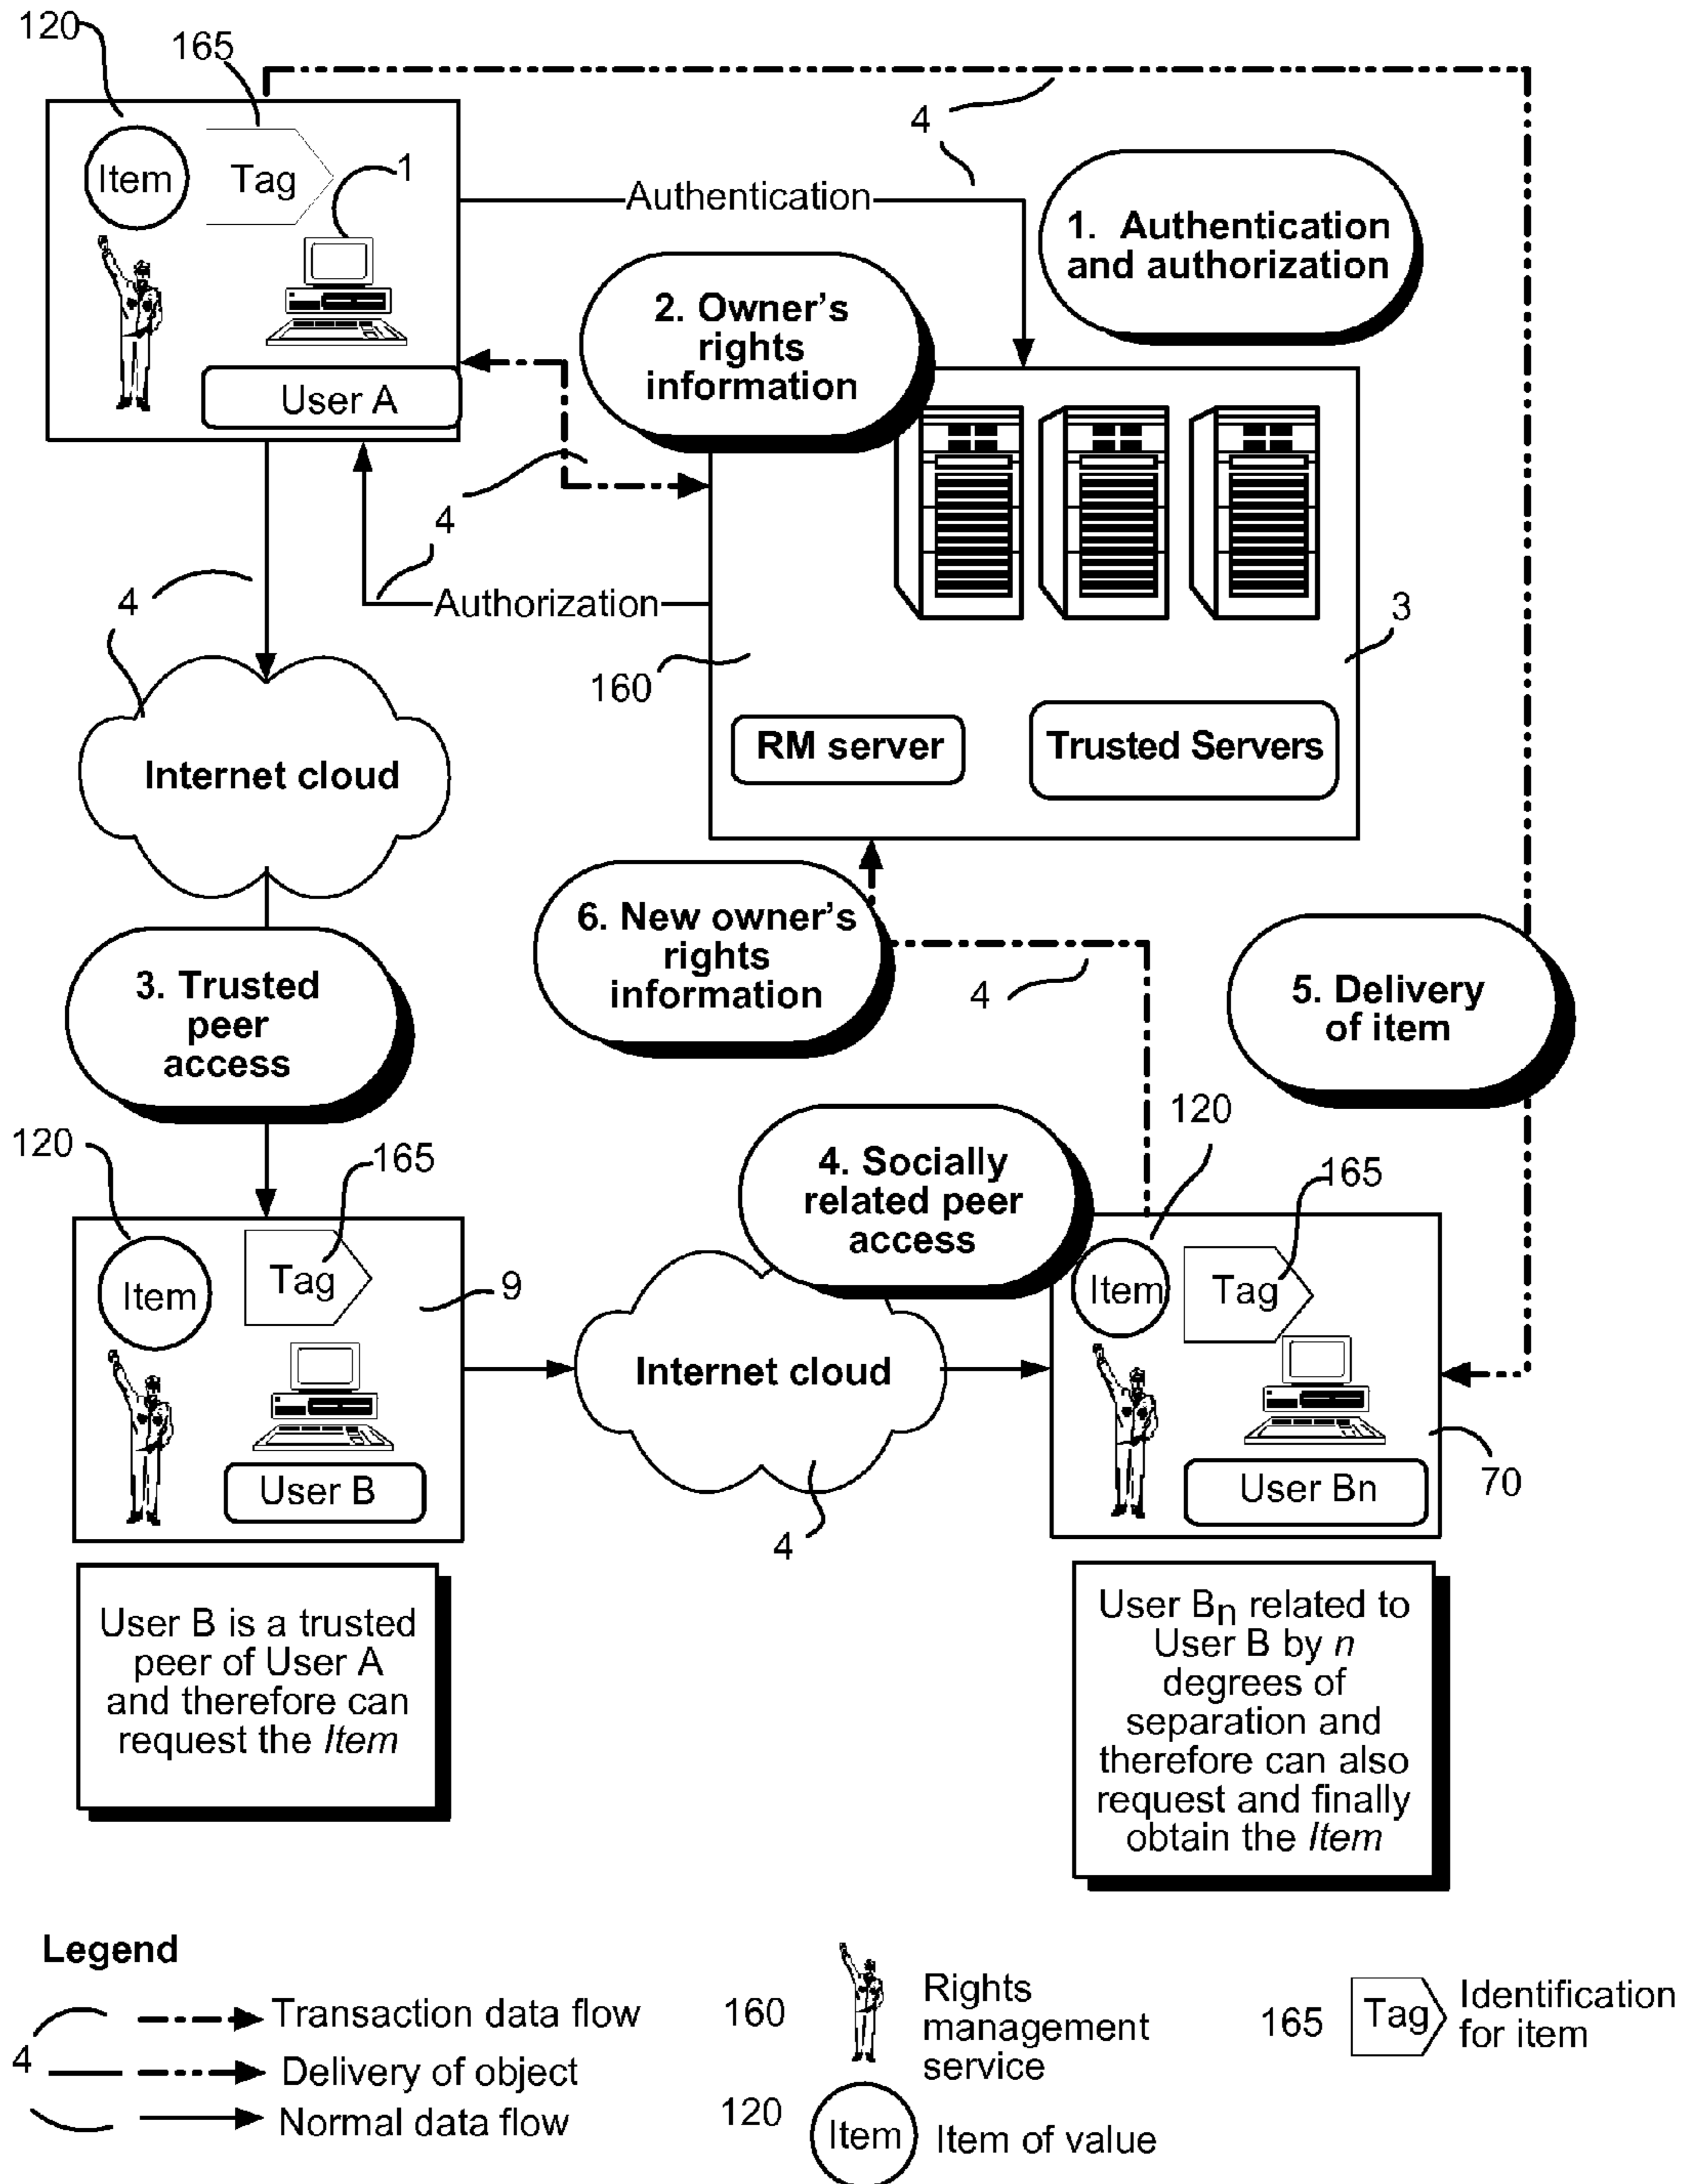 120
165
4
Item
Tag
1
Authentication
1. Authentication
and authorization
2. Owner's
rights
information
User A
4
Authorization
4
3
160
RM server
Trusted Servers
Internet cloud
6. New owner's
rights
information
4
5. Delivery
of item
3. Trusted
peer
access
120
165
4. Socially
related peer
access
120
165
Item
Tag
9
Internet cloud
Item
Tag
User B
4
User Bn
70
User B is a trusted
peer of User A
and therefore can
request the Item
User Bn related to
User B by n
degrees of
separation and
therefore can also
request and finally
obtain the Item
Legend
4
Transaction data flow
Delivery of object
Normal data flow
160
Rights
management
service
120
Item
Item of value
165
Tag
Identification
for item